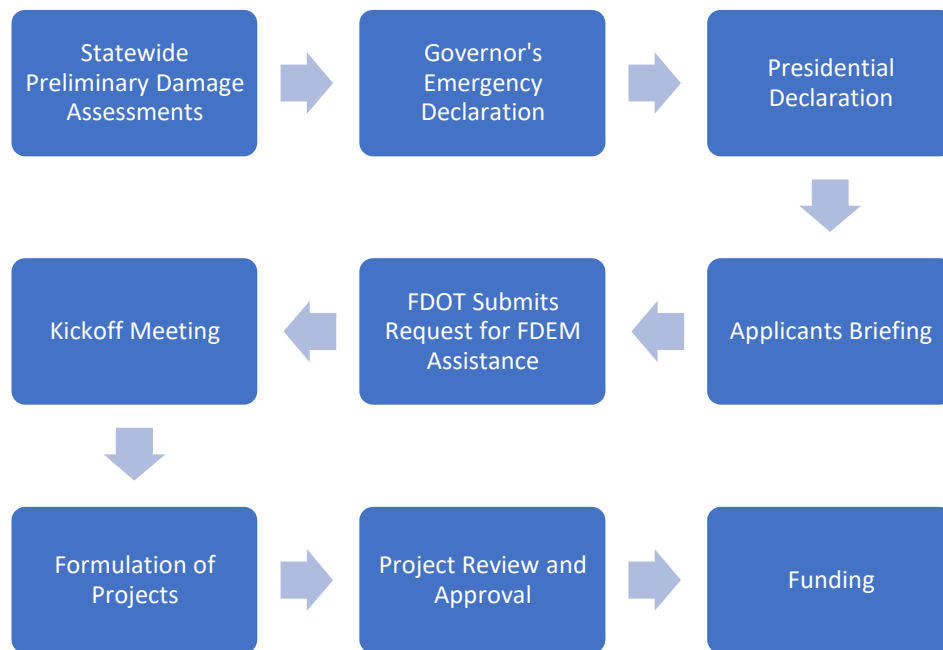 Statewide
Preliminary Damage
Assessments
Governor's
Emergency
Declaration
Presidential
Declaration
Applicants Briefing
FDOT Submits
Request for FDEM
Assistance
Kickoff Meeting
Formulation of
Projects
Project Review and
Approval
Funding